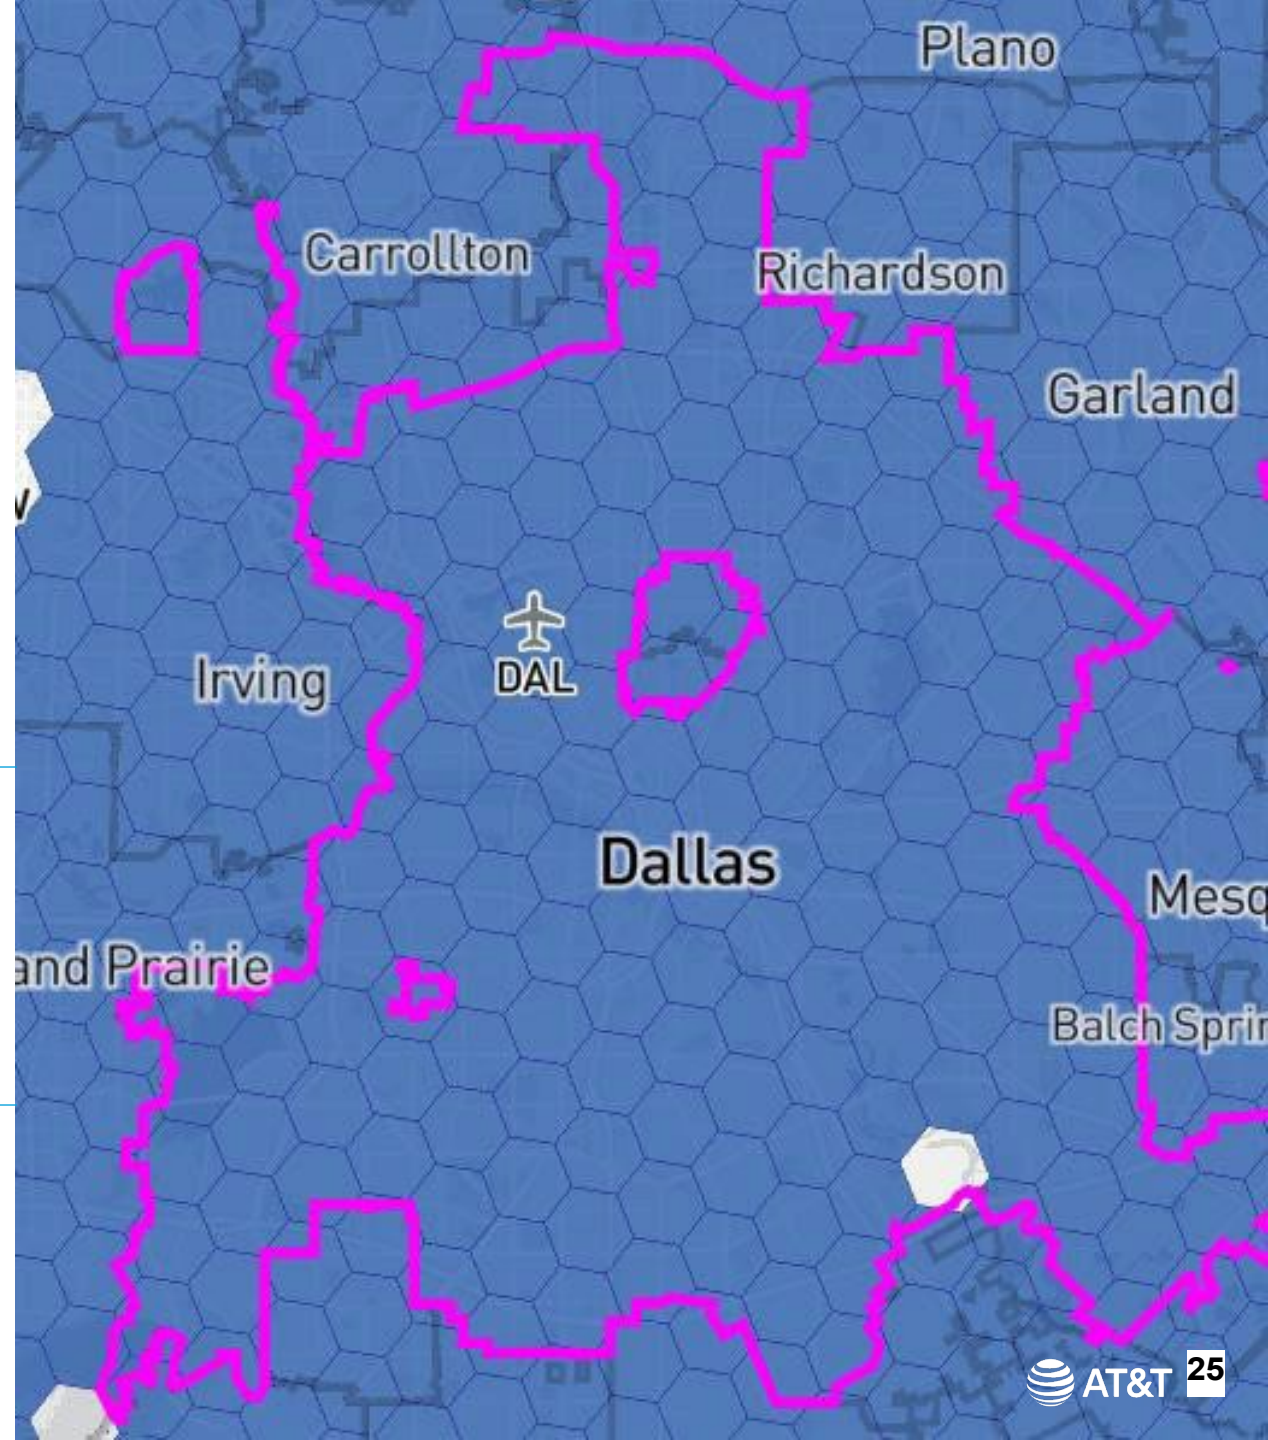 Plano
Carrollton
Richardson
Garland
Irving
DAL
Dallas
Mesq
and Prairie
Balch Sprin
AT&T
25